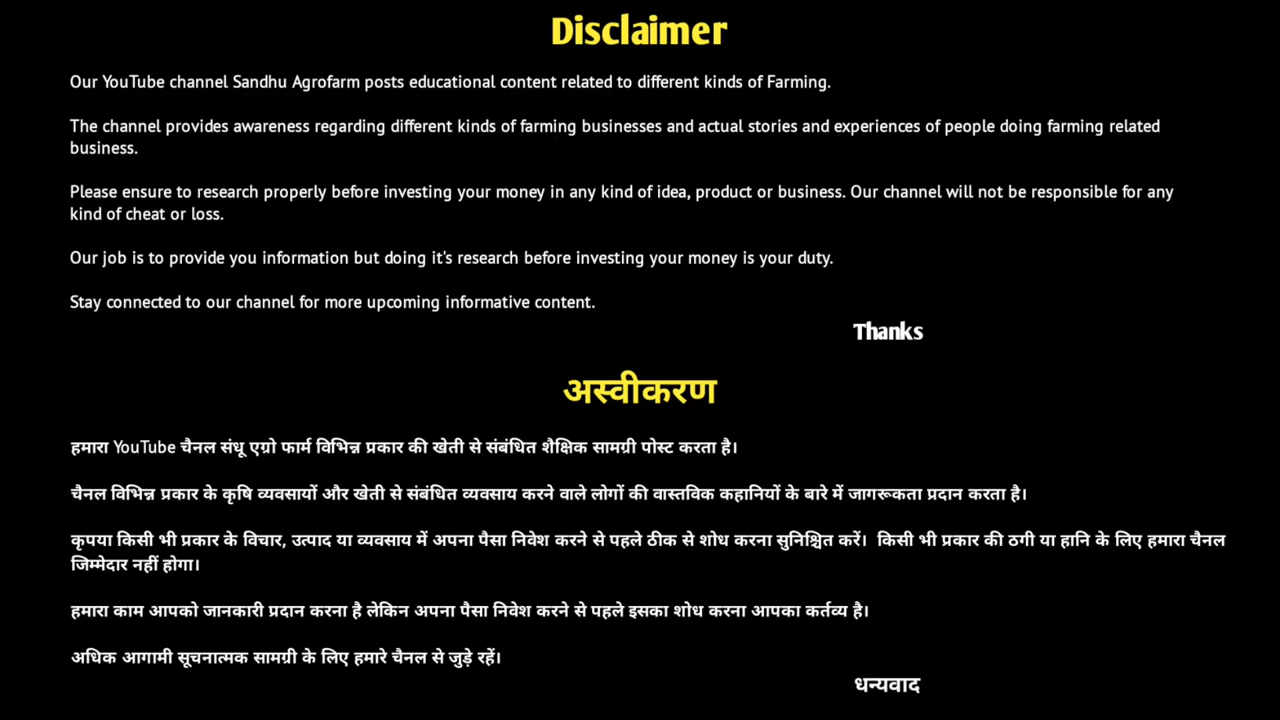 Disclaimer
Our YouTube channel Sandhu Agrofarm posts educational content related to different kinds of Farming.
The channel provides awareness regarding different kinds of farming businesses and actual stories and experiences of people doing farming related
business.
Please ensure to research properly before investing your money in any kind of idea, product or business. Our channel will not be responsible for any
kind of cheat or loss.
Our job is to provide you information but doing it's research before investing your money is your duty.
Stay connected to our channel for more upcoming informative content.
Thanks
अस्वीकरण
हमारा YouTube चैनल संधू एग्रो फार्म विभिन्न प्रकार की खेती से संबंधित शैक्षिक सामग्री पोस्ट करता है।
चैनल विभिन्न प्रकार के कृषि व्यवसायों और खेती से संबंधित व्यवसाय करने वाले लोगों की वास्तविक कहानियों के बारे में जागरूकता प्रदान करता है।
कृपया किसी भी प्रकार के विचार, उत्पाद या व्यवसाय में अपना पैसा निवेश करने से पहले ठीक से शोध करना सुनिश्चित करें। किसी भी प्रकार की ठगी या हानि के लिए हमारा चैनल
जिम्मेदार नहीं होगा।
हमारा काम आपको जानकारी प्रदान करना है लेकिन अपना पैसा निवेश करने से पहले इसका शोध करना आपका कर्तव्य है।
अधिक आगामी सूचनात्मक सामग्री के लिए हमारे चैनल से जुड़े रहें।
धन्यवाद